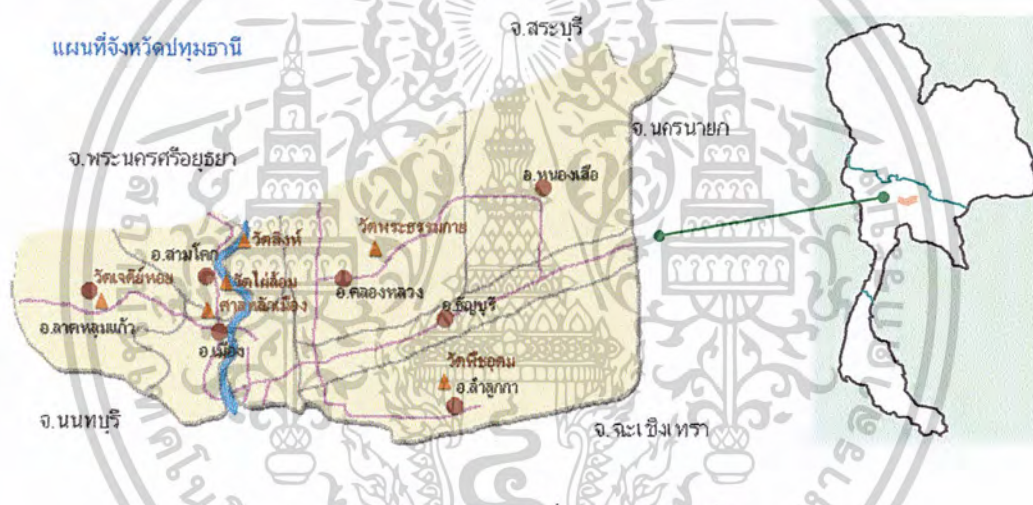 จ.สระบุรี
แผนที่จังหวัดปทุมธานี
จ.นครนายก
จ.พระนครศรีอยุธยา
อ.หนองเสือ
วัดพระธรรมกาย
วัดสิงห์
อ.สามโคก
วัดเจดีย์หอย
วัดไผ่ล้อม
อ.คลองหลวง
ศาลหลักเมือง
อ.ธัญบุรี
อ.ลาดหลุมแก้ว
อ.เมือง
วัดพืชอุดม
อ.ลำลูกกา
จ.นนทบุรี
จ.ฉะเชิงเทรา